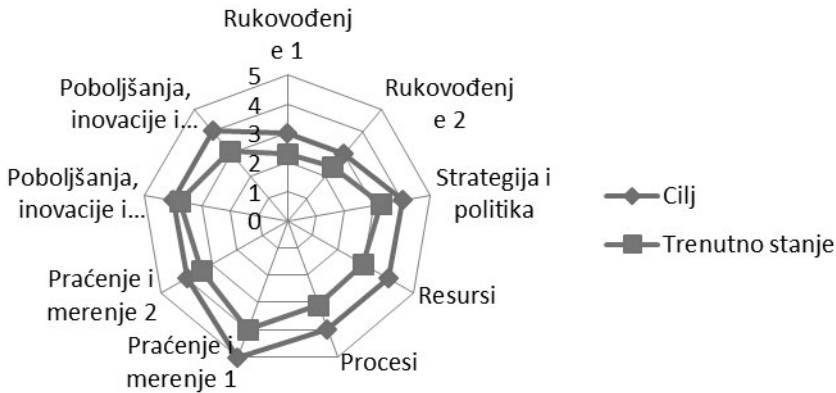 Rukovođenj
e 1
Rukovođenj
e 2
Strategija i
politika
Resursi
Procesi
Praćenje i
merenje 1
Praćenje i
merenje 2
Poboljšanja,
inovacije i...
Poboljšanja,
inovacije i...
5
4
3
2
1
0
Cilj
Trenutno stanje